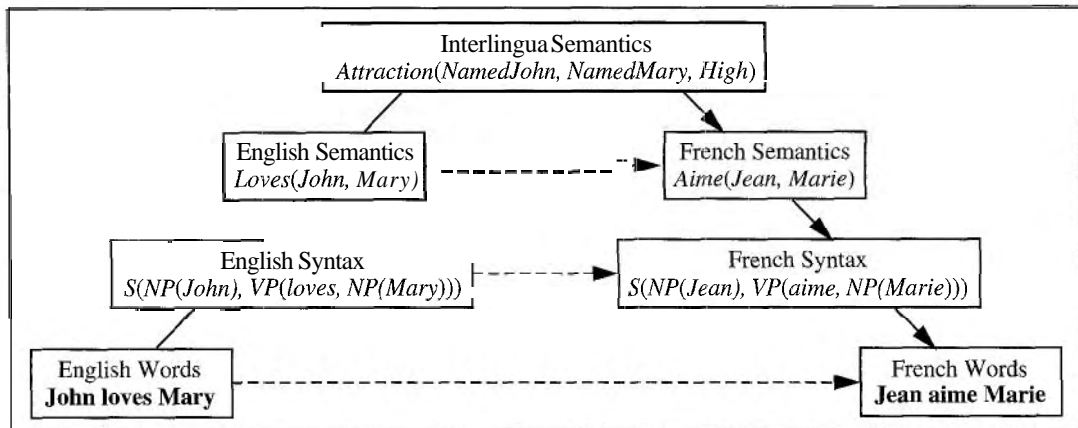 Interlingua Semantics
Attraction(NamedJohn, NamedMary, High)
English Semantics
Loves(John, Mary)
French Semantics
Aime(Jean, Marie)
English Syntax
S(NP(John), VP(loves, NP(Mary)))
French Syntax
S(NP(Jean), VP(aime, NP(Marie)))
English Words
John loves Mary
French Words
Jean aime Marie